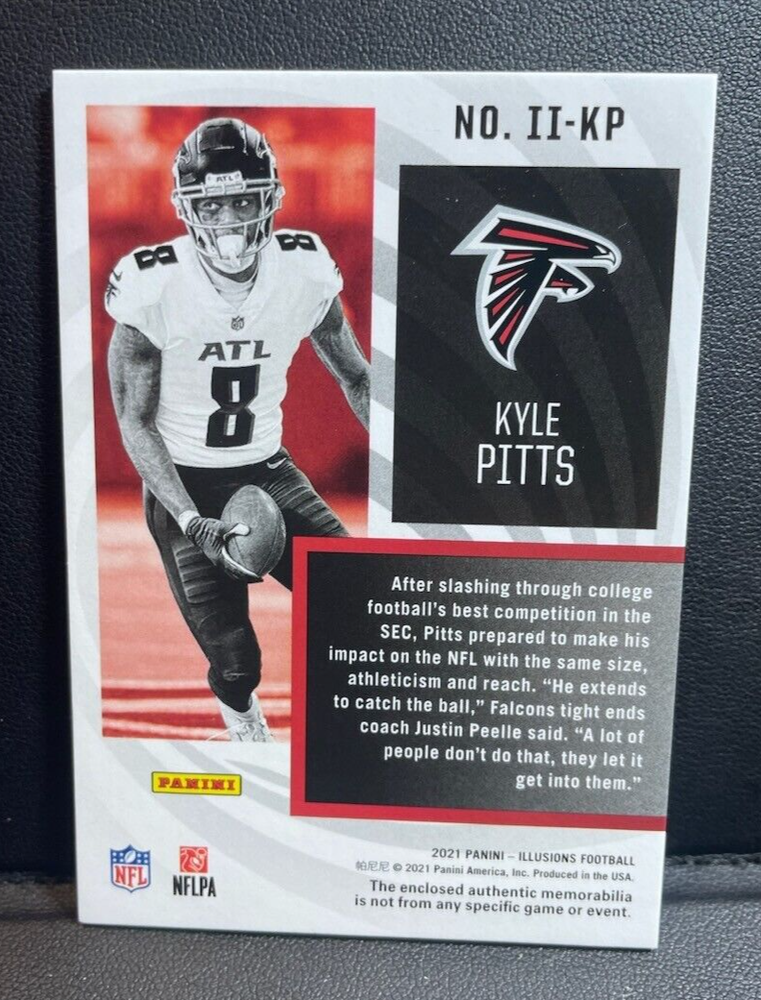 NO. II-KP
ATL
8
8
ATL
8
KYLE
PITTS
After slashing through college
football's best competition in the
SEC, Pitts prepared to make his
impact on the NFL with the same size,
athleticism and reach. “He extends
to catch the ball,” Falcons tight ends
coach Justin Peelle said. “A lot of
people don't do that, they let it
get into them.”
PANINI
NFL
NFLPA
2021 PANINI – ILLUSIONS FOOTBALL
帕尼尼 © 2021 Panini America, Inc. Produced in the USA.
The enclosed authentic memorabilia
is not from any specific game or event.